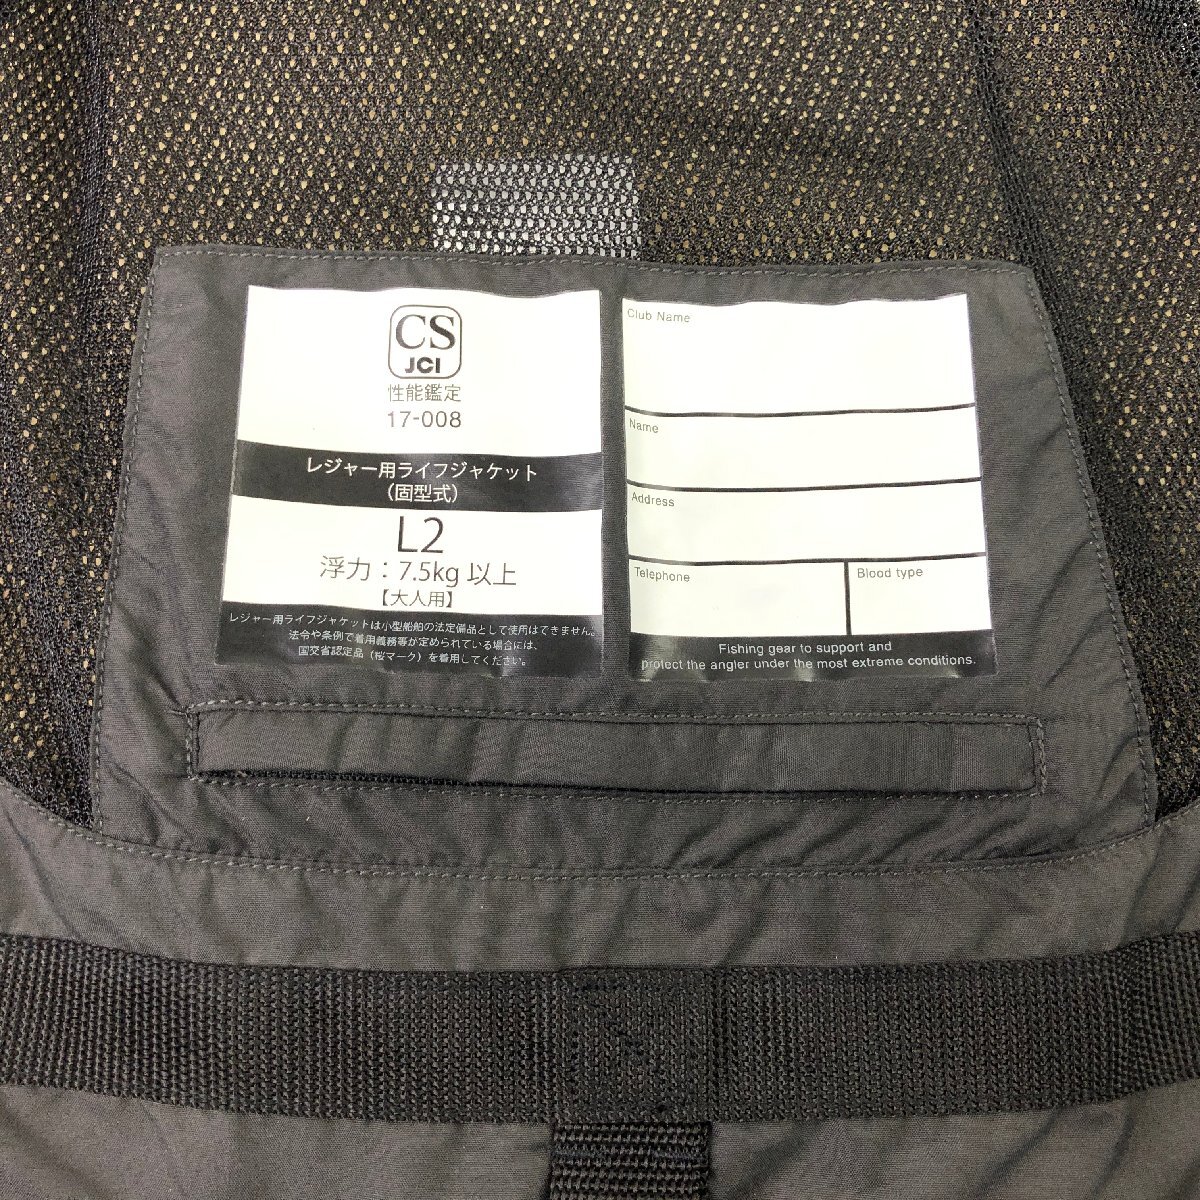 CS
JCI
性能鑑定
17-008
レジャー用ライフジャケット
（固型式）
L2
浮力：7.5kg 以上
【大人用】
レジャー用ライフジャケットは小型船舶の法定備品として使用はできません。
法令や条例で着用義務等が定められている場合には、
国交省認定品（桜マーク）を着用してください。
Club Name
Name
Address
Telephone
Blood type
Fishing gear to support and
protect the angler under the most extreme conditions.